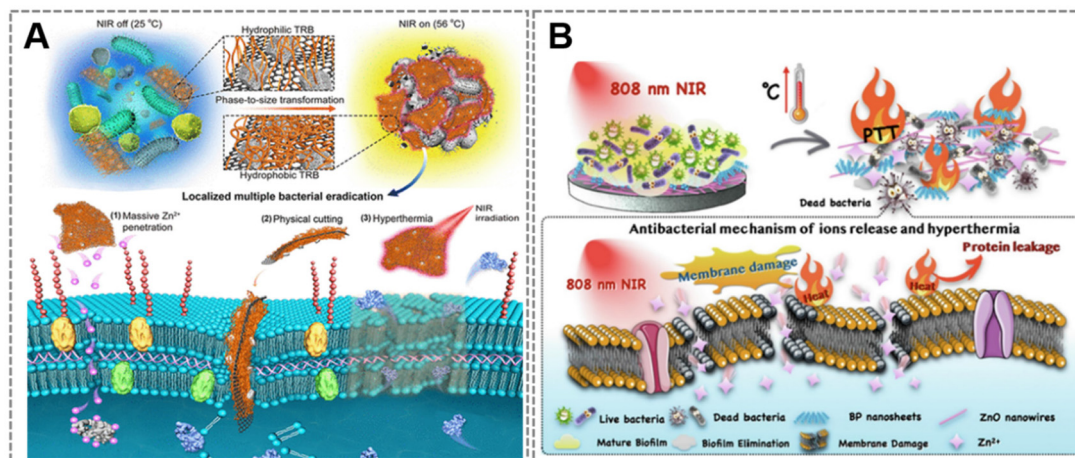 A
NIR off (25 °C)
NIR on (56 °C)
Hydrophilic TRB
Phase-to-size transformation
Hydrophobic TRB
Localized multiple bacterial eradication
(1) Massive Zn²⁺
penetration
(2) Physical cutting
(3) Hyperthermia
NIR
irradiation
B
808 nm NIR
°C
PTT
Dead bacteria
Antibacterial mechanism of ions release and hyperthermia
808 nm NIR
Membrane damage
Heat
Heat
Protein leakage
Live bacteria
Dead bacteria
BP nanosheets
ZnO nanowires
Mature Biofilm
Biofilm Elimination
Membrane Damage
Zn²⁺